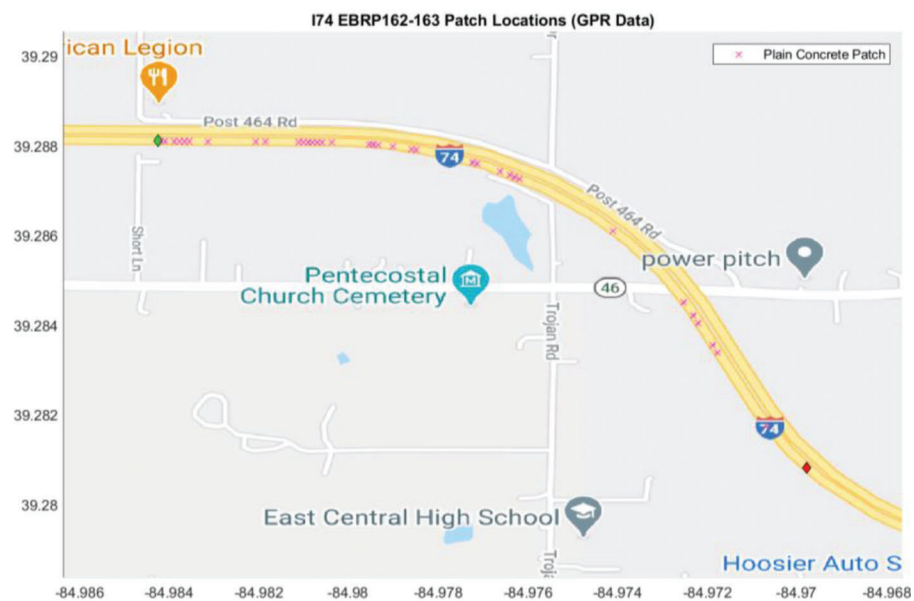 I74 EBRP162-163 Patch Locations (GPR Data)
39.29
ican Legion
Plain Concrete Patch
Post 464 Rd
39.288
74
Post 464 Rd
39.286
Short Ln
power pitch
Pentecostal
Church Cemetery
46
39.284
Trojan Rd
39.282
74
39.28
East Central High School
Troja
Hoosier Auto S
-84.986
-84.984
-84.982
-84.98
-84.978
-84.976
-84.974
-84.972
-84.97
-84.968